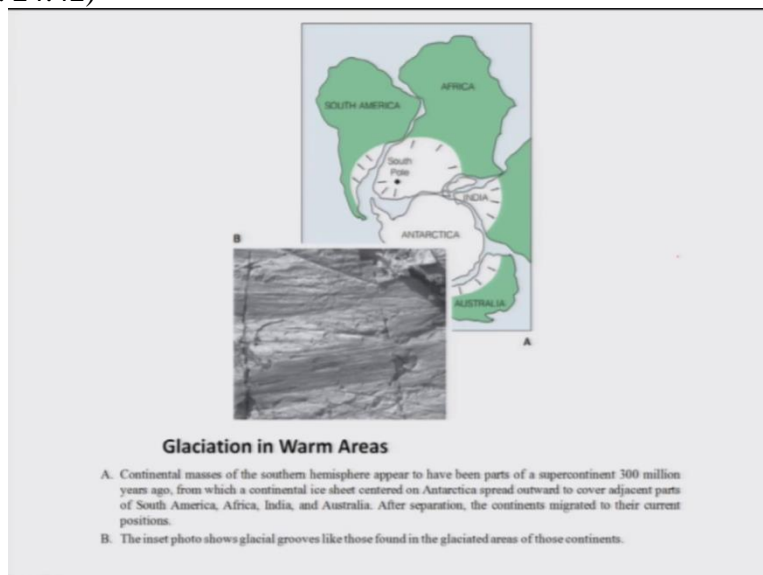 AFRICA
SOUTH AMERICA
South
Pole
INDIA
ANTARCTICA
B
AUSTRALIA
A
Glaciation in Warm Areas
A. Continental masses of the southern hemisphere appear to have been parts of a supercontinent 300 million
years ago, from which a continental ice sheet centered on Antarctica spread outward to cover adjacent parts
of South America, Africa, India, and Australia. After separation, the continents migrated to their current
positions.
B. The inset photo shows glacial grooves like those found in the glaciated areas of those continents.